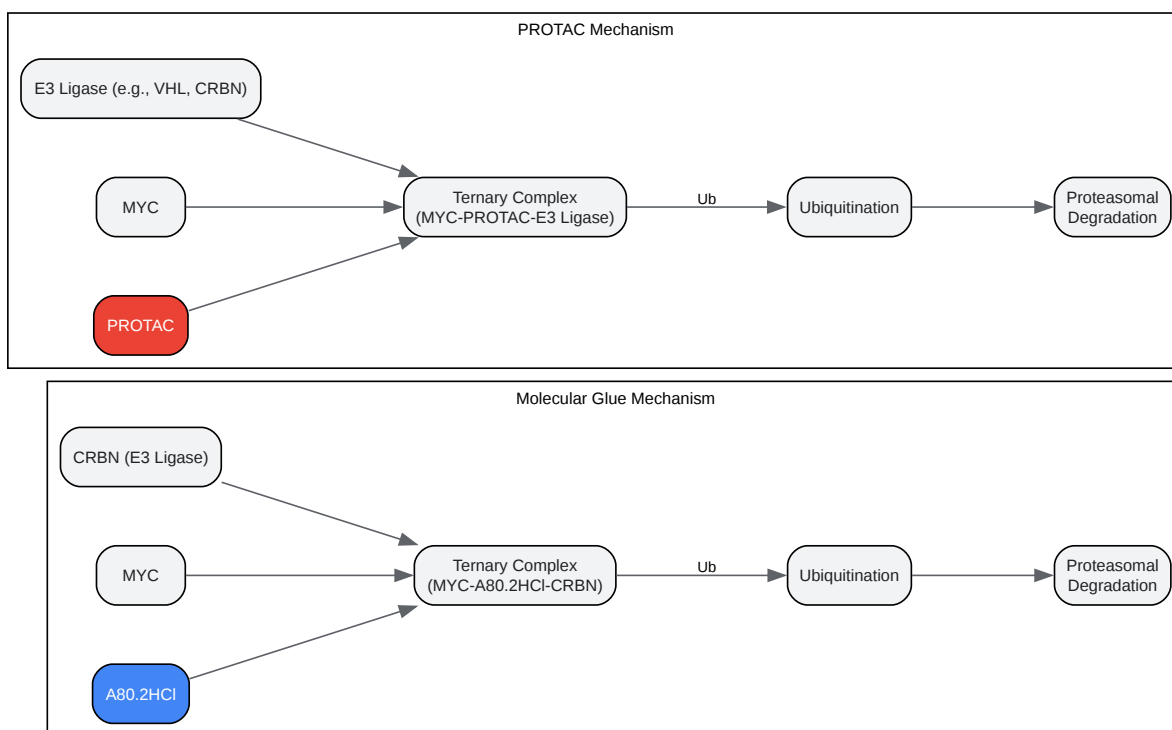 PROTAC Mechanism
E3 Ligase (e.g., VHL, CRBN)
MYC
PROTAC
Ternary Complex
(MYC-PROTAC-E3 Ligase)
Ub
Ubiquitination
Proteasomal
Degradation
Molecular Glue Mechanism
CRBN (E3 Ligase)
MYC
A80.2HCl
Ternary Complex
(MYC-A80.2HCl-CRBN)
Ub
Ubiquitination
Proteasomal
Degradation